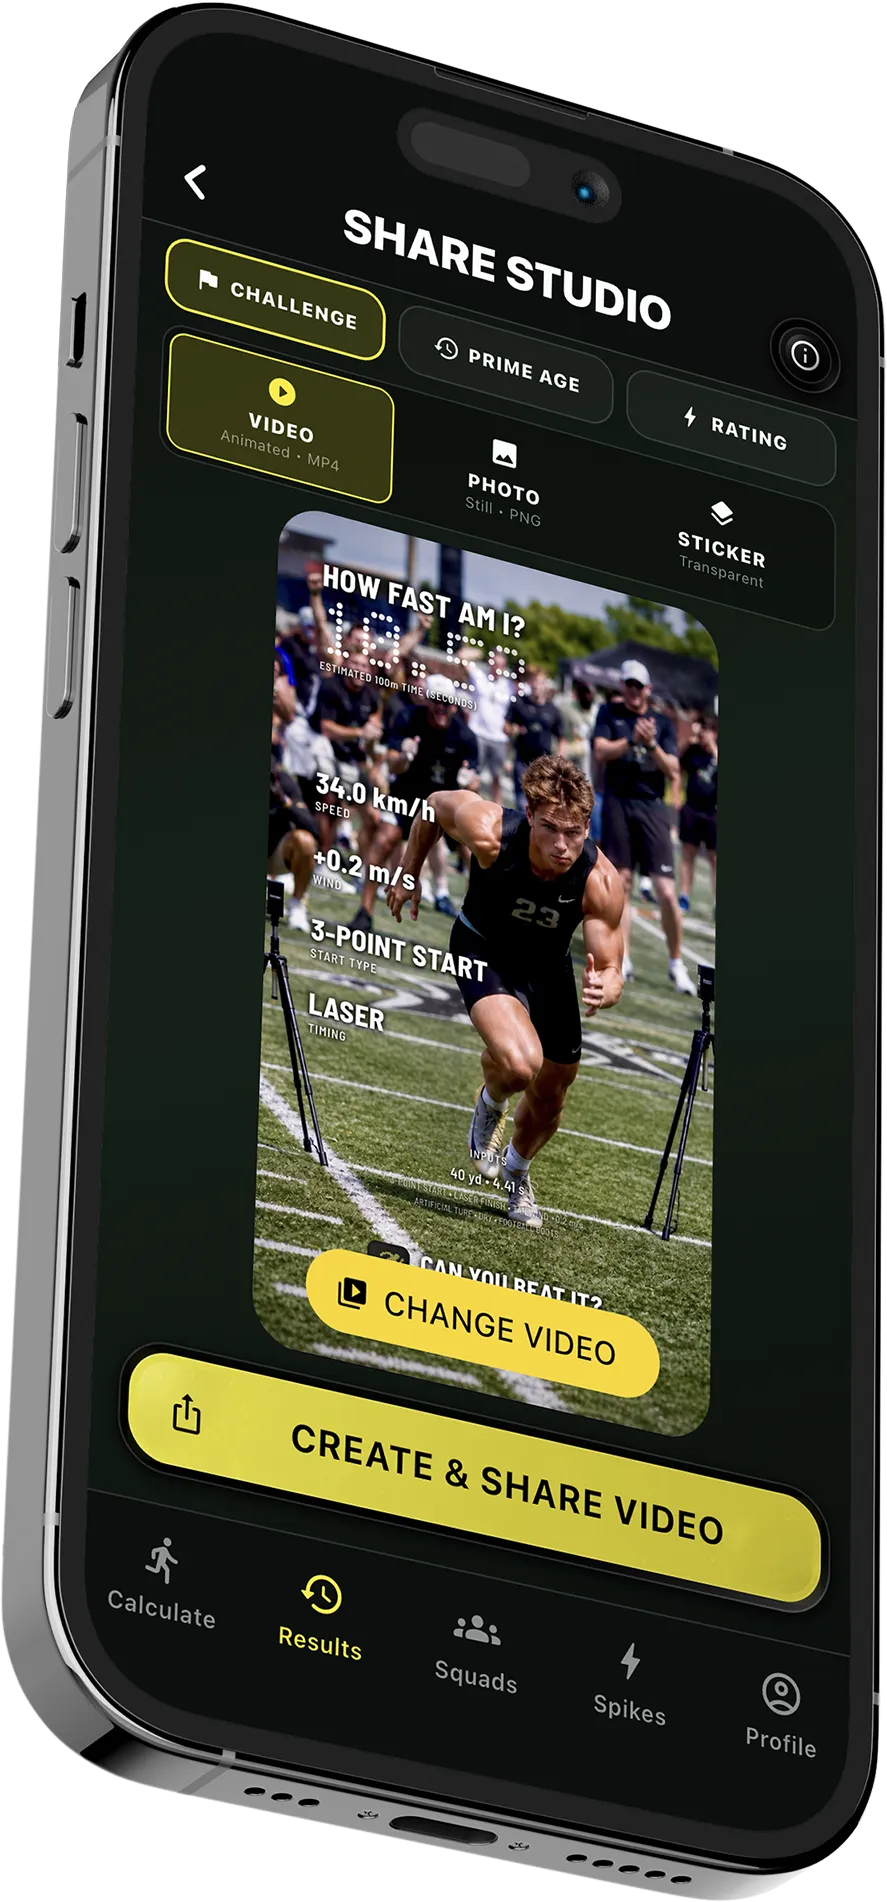 SHARE STUDIO
CHALLENGE
PRIME AGE
RATING
VIDEO
Animated • MP4
PHOTO
Still • PNG
STICKER
Transparent
HOW FAST AM I?
ESTIMATED 100m TIME (SECONDS)
34.0 km/h
SPEED
+0.2 m/s
WIND
3-POINT START
START TYPE
LASER
TIMING
23
INPUTS
40 yd • 4.41 s
CAN YOU BEAT IT?
CHANGE VIDEO
CREATE & SHARE VIDEO
Calculate
Results
Squads
Spikes
Profile